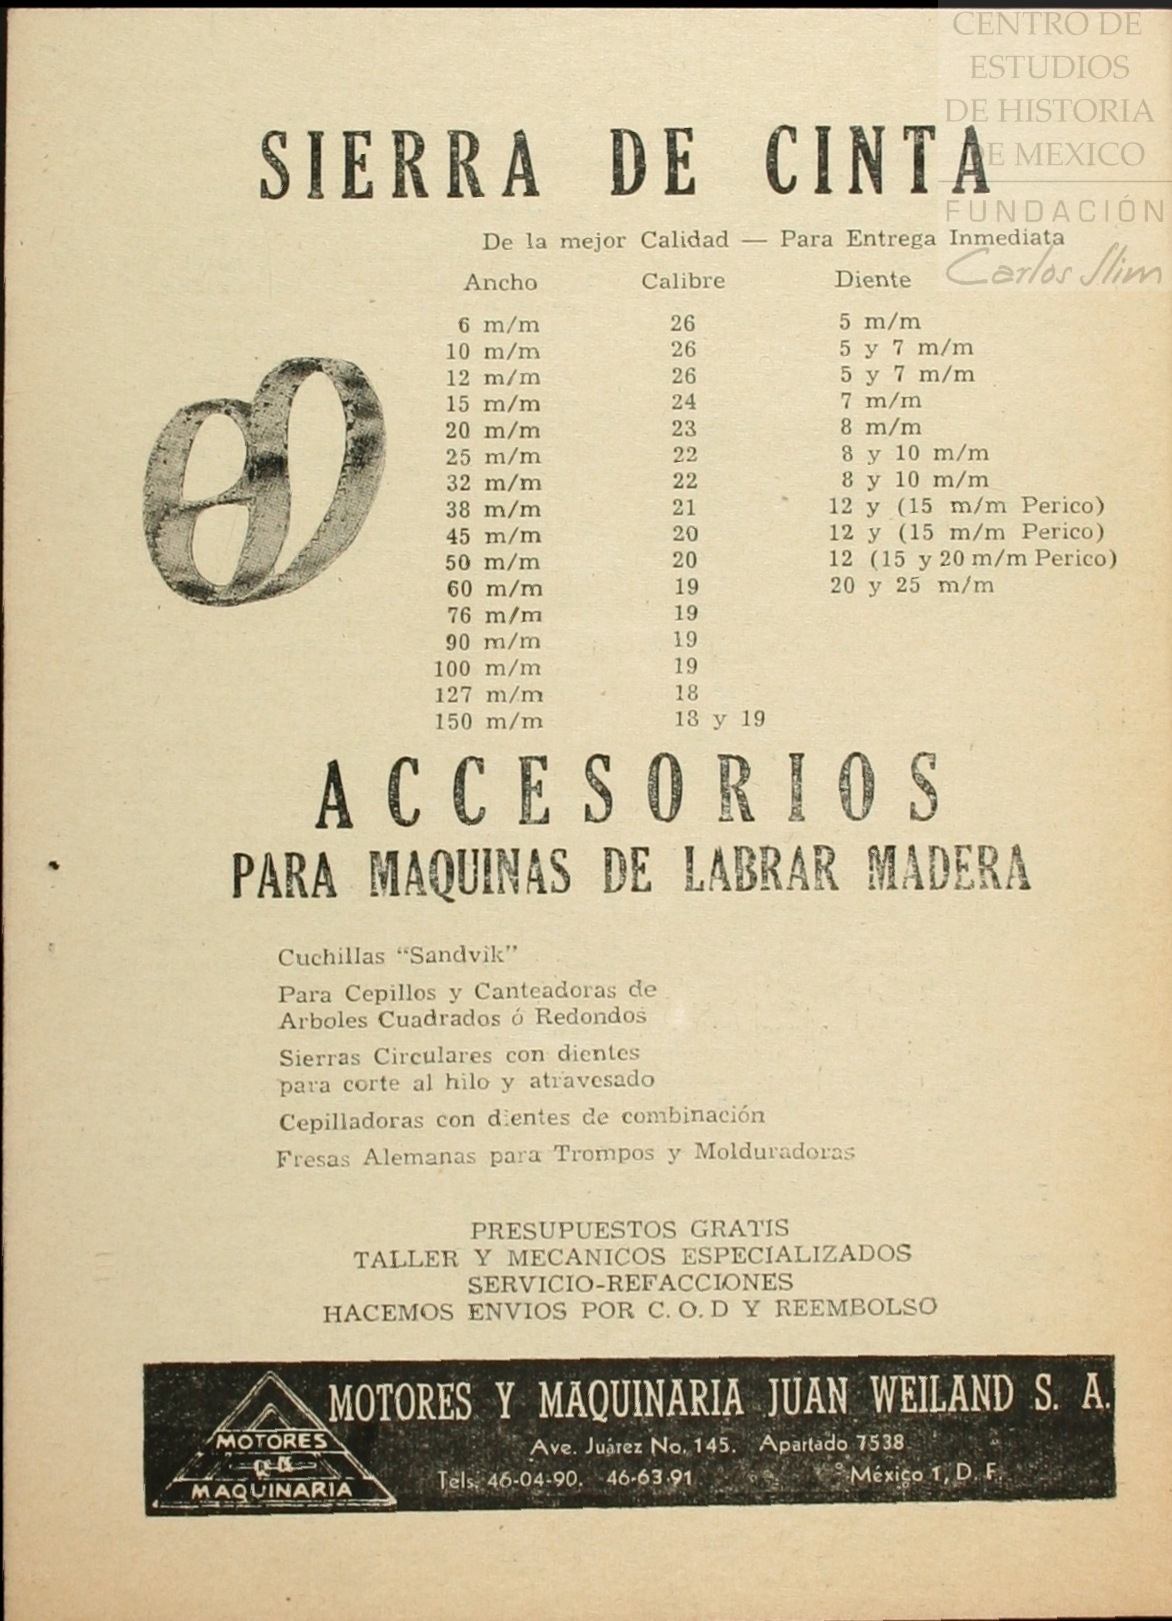 CENTRO DE
ESTUDIOS
DE HISTORIA
DE MEXICO
FUNDACIÓN
Carlos Slim
SIERRA DE CINTA
De la mejor Calidad — Para Entrega Inmediata
Ancho Calibre Diente
6 m/m 26 5 m/m
10 m/m 26 5 y 7 m/m
12 m/m 26 5 y 7 m/m
15 m/m 24 7 m/m
20 m/m 23 8 m/m
25 m/m 22 8 y 10 m/m
32 m/m 22 8 y 10 m/m
38 m/m 21 12 y (15 m/m Perico)
45 m/m 20 12 y (15 m/m Perico)
50 m/m 20 12 (15 y 20 m/m Perico)
60 m/m 19 20 y 25 m/m
76 m/m 19
90 m/m 19
100 m/m 19
127 m/m 18
150 m/m 18 y 19
ACCESORIOS
PARA MAQUINAS DE LABRAR MADERA
Cuchillas “Sandvik”
Para Cepillos y Canteadoras de
Arboles Cuadrados ó Redondos
Sierras Circulares con dientes
para corte al hilo y atravesado
Cepilladoras con dientes de combinación
Fresas Alemanas para Trompos y Molduradoras
PRESUPUESTOS GRATIS
TALLER Y MECANICOS ESPECIALIZADOS
SERVICIO-REFACCIONES
HACEMOS ENVIOS POR C.O.D Y REEMBOLSO
MOTORES Y MAQUINARIA JUAN WEILAND S. A.
Ave. Juárez No. 145. Apartado 7538
Tels. 46-04-90. 46-63-91 México 1, D. F.
MOTORES
MAQUINARIA